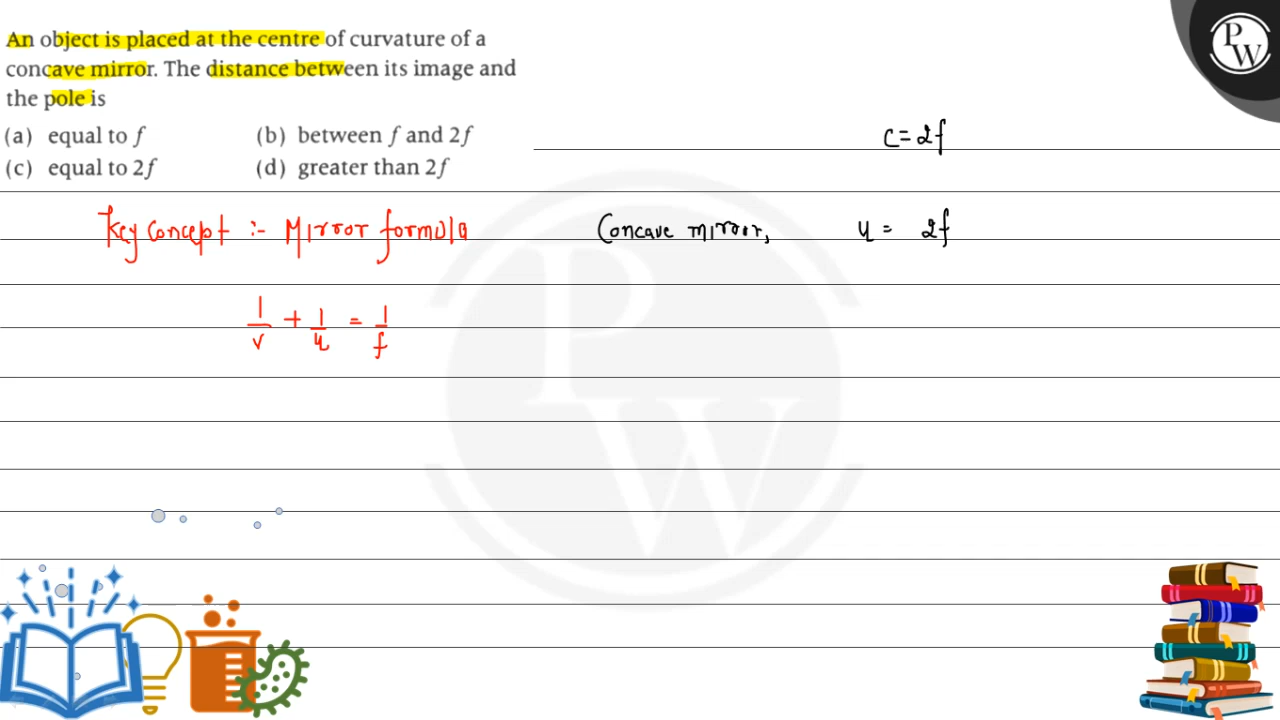 An object is placed at the centre of curvature of a
concave mirror. The distance between its image and
the pole is
(a) equal to f (b) between f and 2f
(c) equal to 2f (d) greater than 2f
C = 2f
Key Concept :- Mirror formula
Concave mirror, u = 2f
1/v + 1/u = 1/f
PW
PW